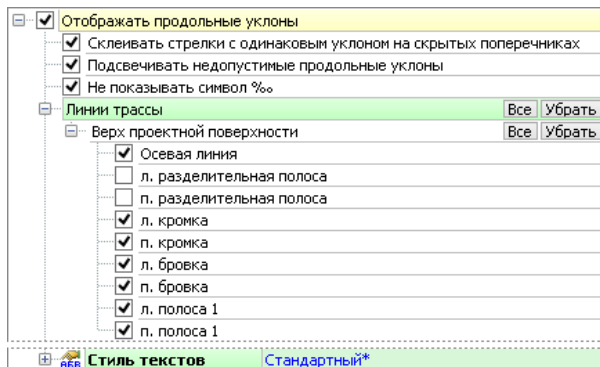 Отображать продольные уклоны
Склеивать стрелки с одинаковым уклоном на скрытых поперечниках
Подсвечивать недопустимые продольные уклоны
Не показывать символ ‰
Линии трассы Все Убрать
Верх проектной поверхности Все Убрать
Осевая линия
л. разделительная полоса
п. разделительная полоса
л. кромка
п. кромка
л. бровка
п. бровка
л. полоса 1
п. полоса 1
АБВ Стиль текстов Стандартный*